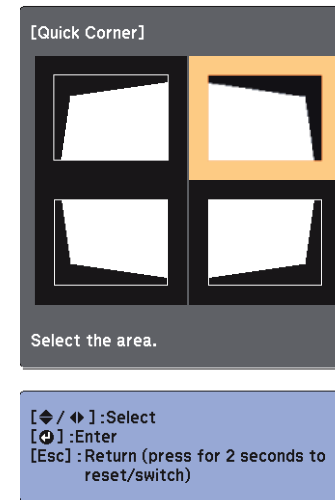 [Quick Corner]
Select the area.
[ / ] :Select
[ ] :Enter
[Esc] :Return (press for 2 seconds to
reset/switch)